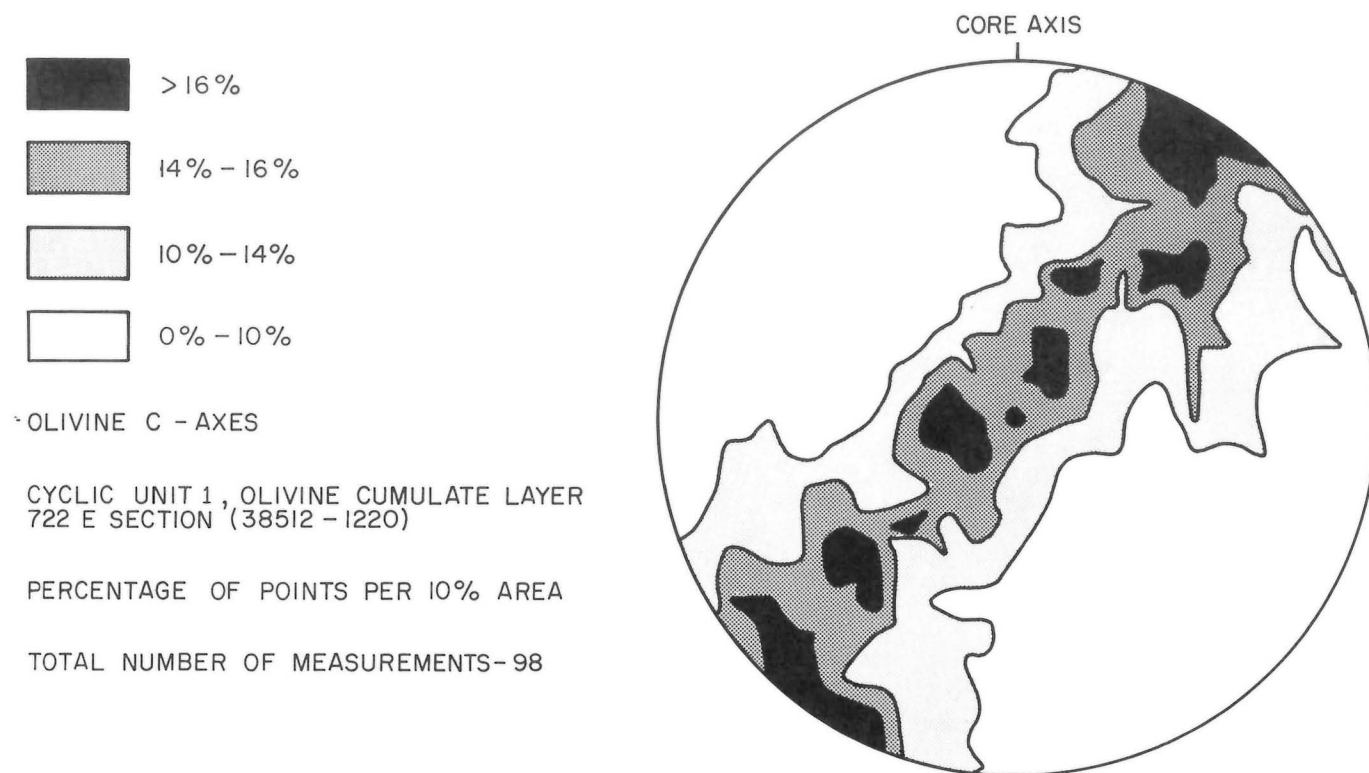 CORE AXIS
>16%
14%-16%
10%-14%
0%-10%
OLIVINE C-AXES
CYCLIC UNIT 1, OLIVINE CUMULATE LAYER
722 E SECTION (38512-1220)
PERCENTAGE OF POINTS PER 10% AREA
TOTAL NUMBER OF MEASUREMENTS-98